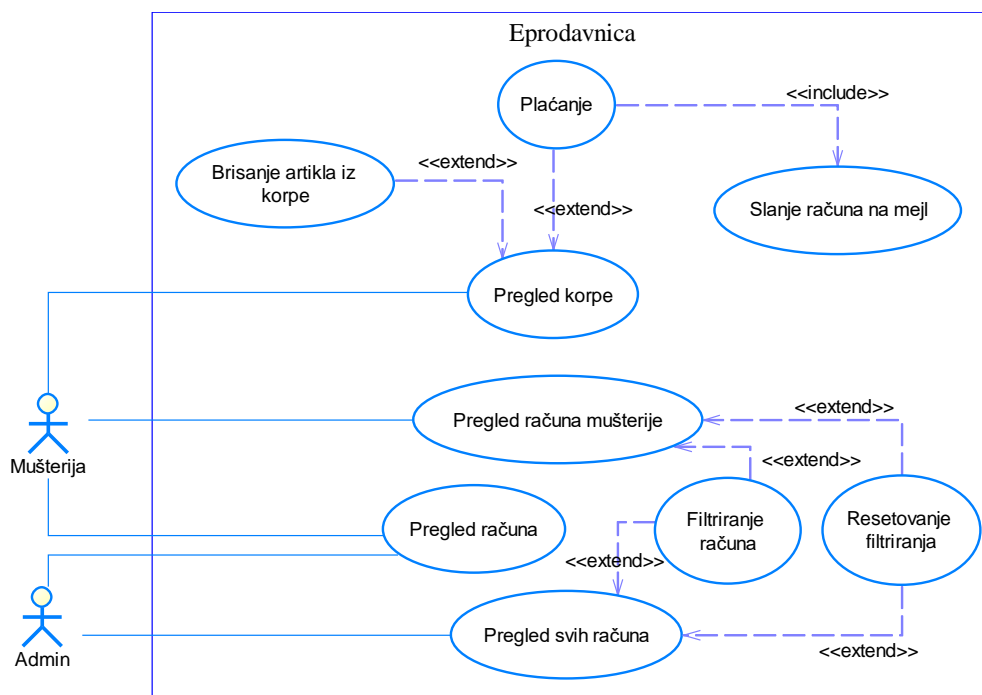 Eprodavnica
Plaćanje
<<include>>
Brisanje artikla iz
korpe
<<extend>>
<<extend>>
Slanje računa na mejl
Pregled korpe
Pregled računa mušterije
<<extend>>
<<extend>>
Mušterija
Pregled računa
Filtriranje
računa
Resetovanje
filtriranja
<<extend>>
Pregled svih računa
<<extend>>
Admin